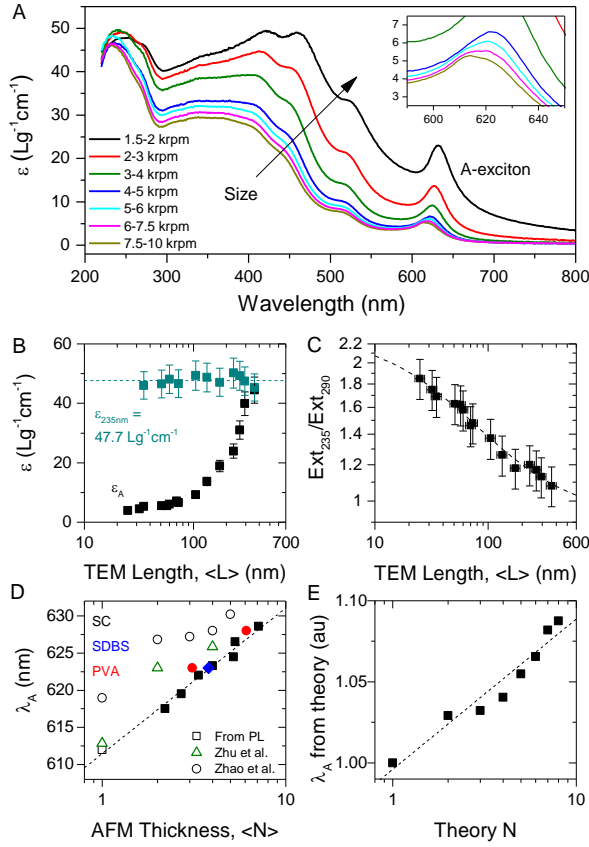 A
50
40
30
20
10
0
ε (Lg⁻¹cm⁻¹)
1.5-2 krpm
2-3 krpm
3-4 krpm
4-5 krpm
5-6 krpm
6-7.5 krpm
7.5-10 krpm
Size
A-exciton
7
6
5
4
3
600 620 640
200 300 400 500 600 700 800
Wavelength (nm)
B
60
40
20
0
ε (Lg⁻¹cm⁻¹)
ε235nm =
47.7 Lg⁻¹cm⁻¹
εA
10 100 700
TEM Length, <L> (nm)
C
2.2
2
1.8
1.6
1.4
1.2
1
Ext235/Ext290
10 100 600
TEM Length, <L> (nm)
D
630
625
620
615
610
λA (nm)
SC
SDBS
PVA
From PL
Zhu et al.
Zhao et al.
1 10
AFM Thickness, <N>
E
1.10
1.05
1.00
λA from theory (au)
1 10
Theory N